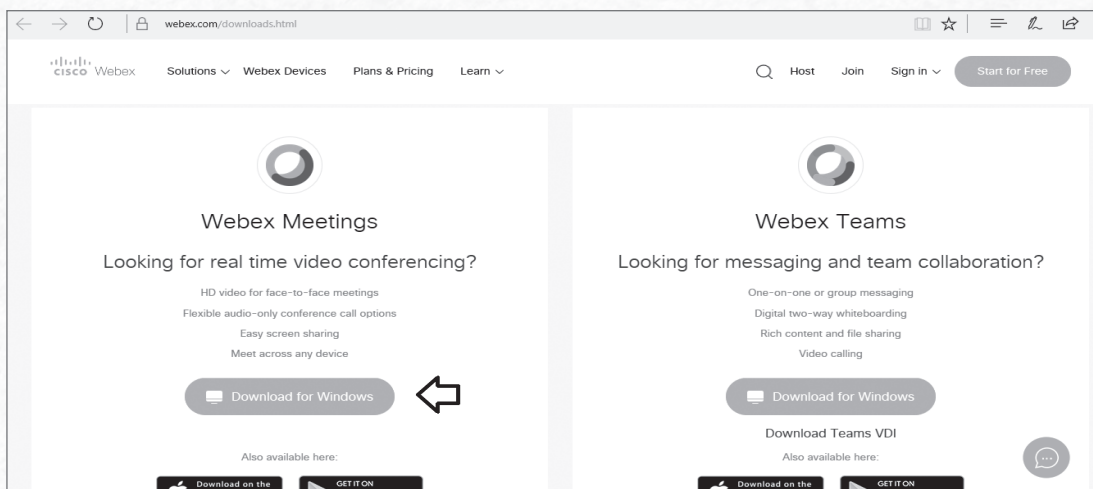 webex.com/downloads.html
CISCO Webex Solutions Webex Devices Plans & Pricing Learn Host Join Sign in Start for Free
Webex Meetings
Looking for real time video conferencing?
HD video for face-to-face meetings
Flexible audio-only conference call options
Easy screen sharing
Meet across any device
Download for Windows
Also available here:
Download on the
GET IT ON
Webex Teams
Looking for messaging and team collaboration?
One-on-one or group messaging
Digital two-way whiteboarding
Rich content and file sharing
Video calling
Download for Windows
Download Teams VDI
Also available here:
Download on the
GET IT ON